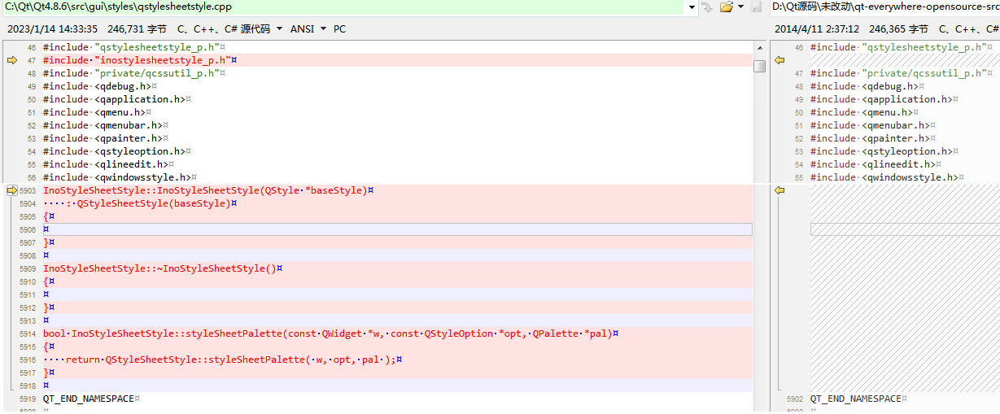 C:\Qt\Qt4.8.6\src\gui\styles\qstylesheetstyle.cpp
2023/1/14 14:33:35 246,731 字节 C、C++、C# 源代码 ANSI PC
46 #include "qstylesheetstyle_p.h"¤
47 #include·"inostylesheetstyle_p.h"¤
48 #include·"private/qcssutil_p.h"¤
49 #include·<qdebug.h>¤
50 #include·<qapplication.h>¤
51 #include·<qmenu.h>¤
52 #include·<qmenubar.h>¤
53 #include·<qpainter.h>¤
54 #include·<qstyleoption.h>¤
55 #include·<qlineedit.h>¤
56 #include·<qwindowsstyle.h>¤
5903 InoStyleSheetStyle::InoStyleSheetStyle(QStyle·*baseStyle)¤
5904 ····:·QStyleSheetStyle(baseStyle)¤
5905 {¤
5906 ¤
5907 }¤
5908 ¤
5909 InoStyleSheetStyle::~InoStyleSheetStyle()¤
5910 {¤
5911 ¤
5912 }¤
5913 ¤
5914 bool·InoStyleSheetStyle::styleSheetPalette(const·QWidget·*w,·const·QStyleOption·*opt,·QPalette·*pal)¤
5915 {¤
5916 ····return·QStyleSheetStyle::styleSheetPalette(·w,·opt,·pal·);¤
5917 }¤
5918 ¤
5919 QT_END_NAMESPACE¤
D:\Qt源码\未改动\qt-everywhere-opensource-src
2014/4/11 2:37:12 246,365 字节 C、C++、C#
46 #include "qstylesheetstyle_p.h"¤
47 #include·"private/qcssutil_p.h"¤
48 #include·<qdebug.h>¤
49 #include·<qapplication.h>¤
50 #include·<qmenu.h>¤
51 #include·<qmenubar.h>¤
52 #include·<qpainter.h>¤
53 #include·<qstyleoption.h>¤
54 #include·<qlineedit.h>¤
55 #include·<qwindowsstyle.h>¤
5902 QT_END_NAMESPACE¤